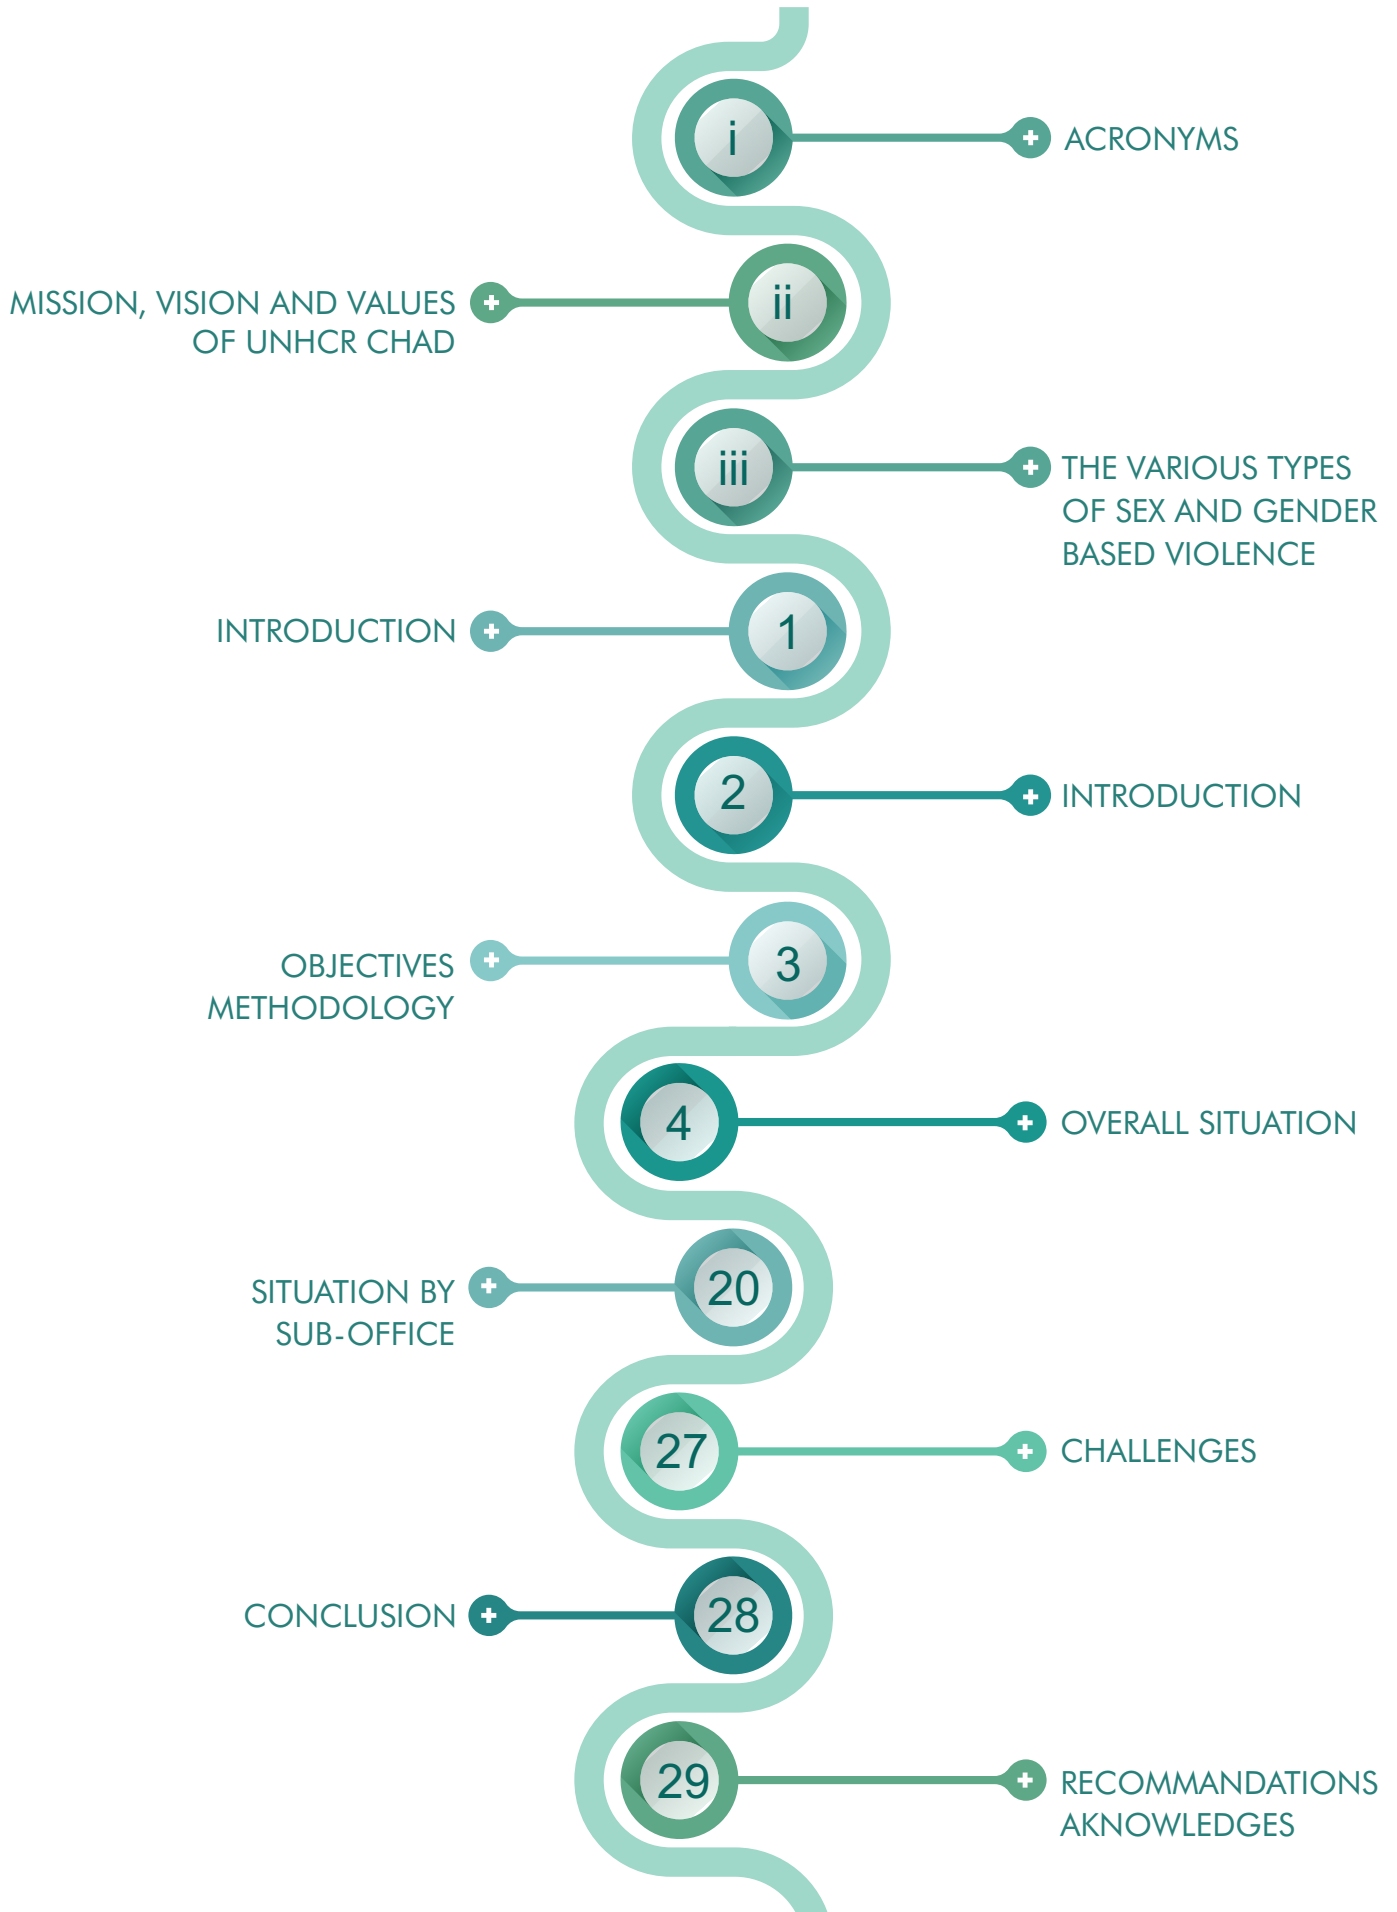 i
ACRONYMS
ii
MISSION, VISION AND VALUES
OF UNHCR CHAD
iii
THE VARIOUS TYPES
OF SEX AND GENDER
BASED VIOLENCE
1
INTRODUCTION
2
INTRODUCTION
3
OBJECTIVES
METHODOLOGY
4
OVERALL SITUATION
20
SITUATION BY
SUB-OFFICE
27
CHALLENGES
28
CONCLUSION
29
RECOMMANDATIONS
AKNOWLEDGES